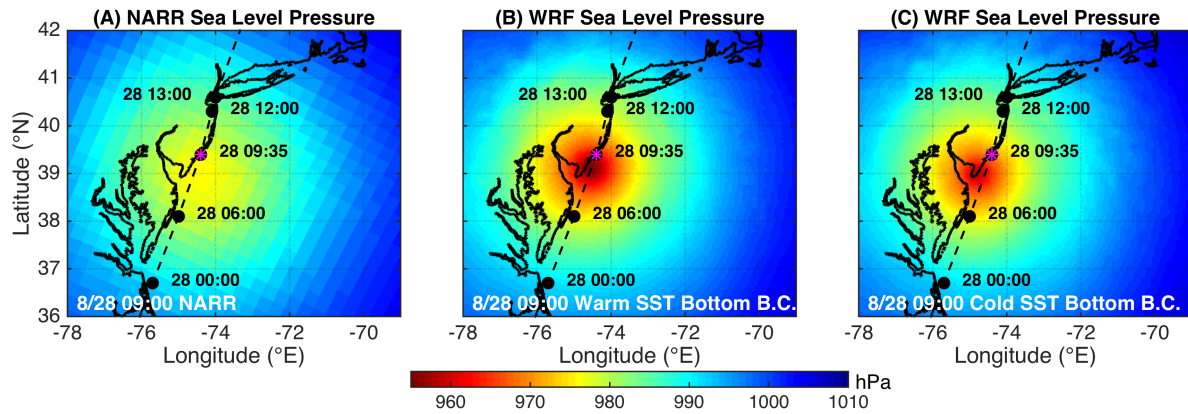 (A) NARR Sea Level Pressure
(B) WRF Sea Level Pressure
(C) WRF Sea Level Pressure
42
41
40
39
38
37
36
Latitude (°N)
28 13:00
28 12:00
28 09:35
28 06:00
28 00:00
8/28 09:00 NARR
28 13:00
28 12:00
28 09:35
28 06:00
28 00:00
8/28 09:00 Warm SST Bottom B.C.
28 13:00
28 12:00
28 09:35
28 06:00
28 00:00
8/28 09:00 Cold SST Bottom B.C.
-78 -76 -74 -72 -70
-78 -76 -74 -72 -70
-78 -76 -74 -72 -70
Longitude (°E)
Longitude (°E)
Longitude (°E)
hPa
960 970 980 990 1000 1010